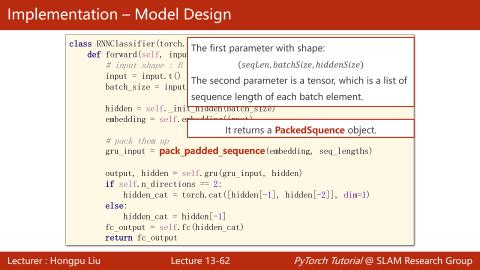 Implementation – Model Design
class RNNClassifier(torch.
The first parameter with shape:
def forward(self, inpu
(seqLen, batchSize, hiddenSize)
# input shape : B
input = input.t()
The second parameter is a tensor, which is a list of
batch_size = input
sequence length of each batch element.
hidden = self._init_hidden(batch_size)
embedding = self.embedding(input)
It returns a PackedSquence object.
# pack them up
gru_input = pack_padded_sequence(embedding, seq_lengths)
output, hidden = self.gru(gru_input, hidden)
if self.n_directions == 2:
hidden_cat = torch.cat([hidden[-1], hidden[-2]], dim=1)
else:
hidden_cat = hidden[-1]
fc_output = self.fc(hidden_cat)
return fc_output
Lecturer : Hongpu Liu
Lecture 13-62
PyTorch Tutorial @ SLAM Research Group